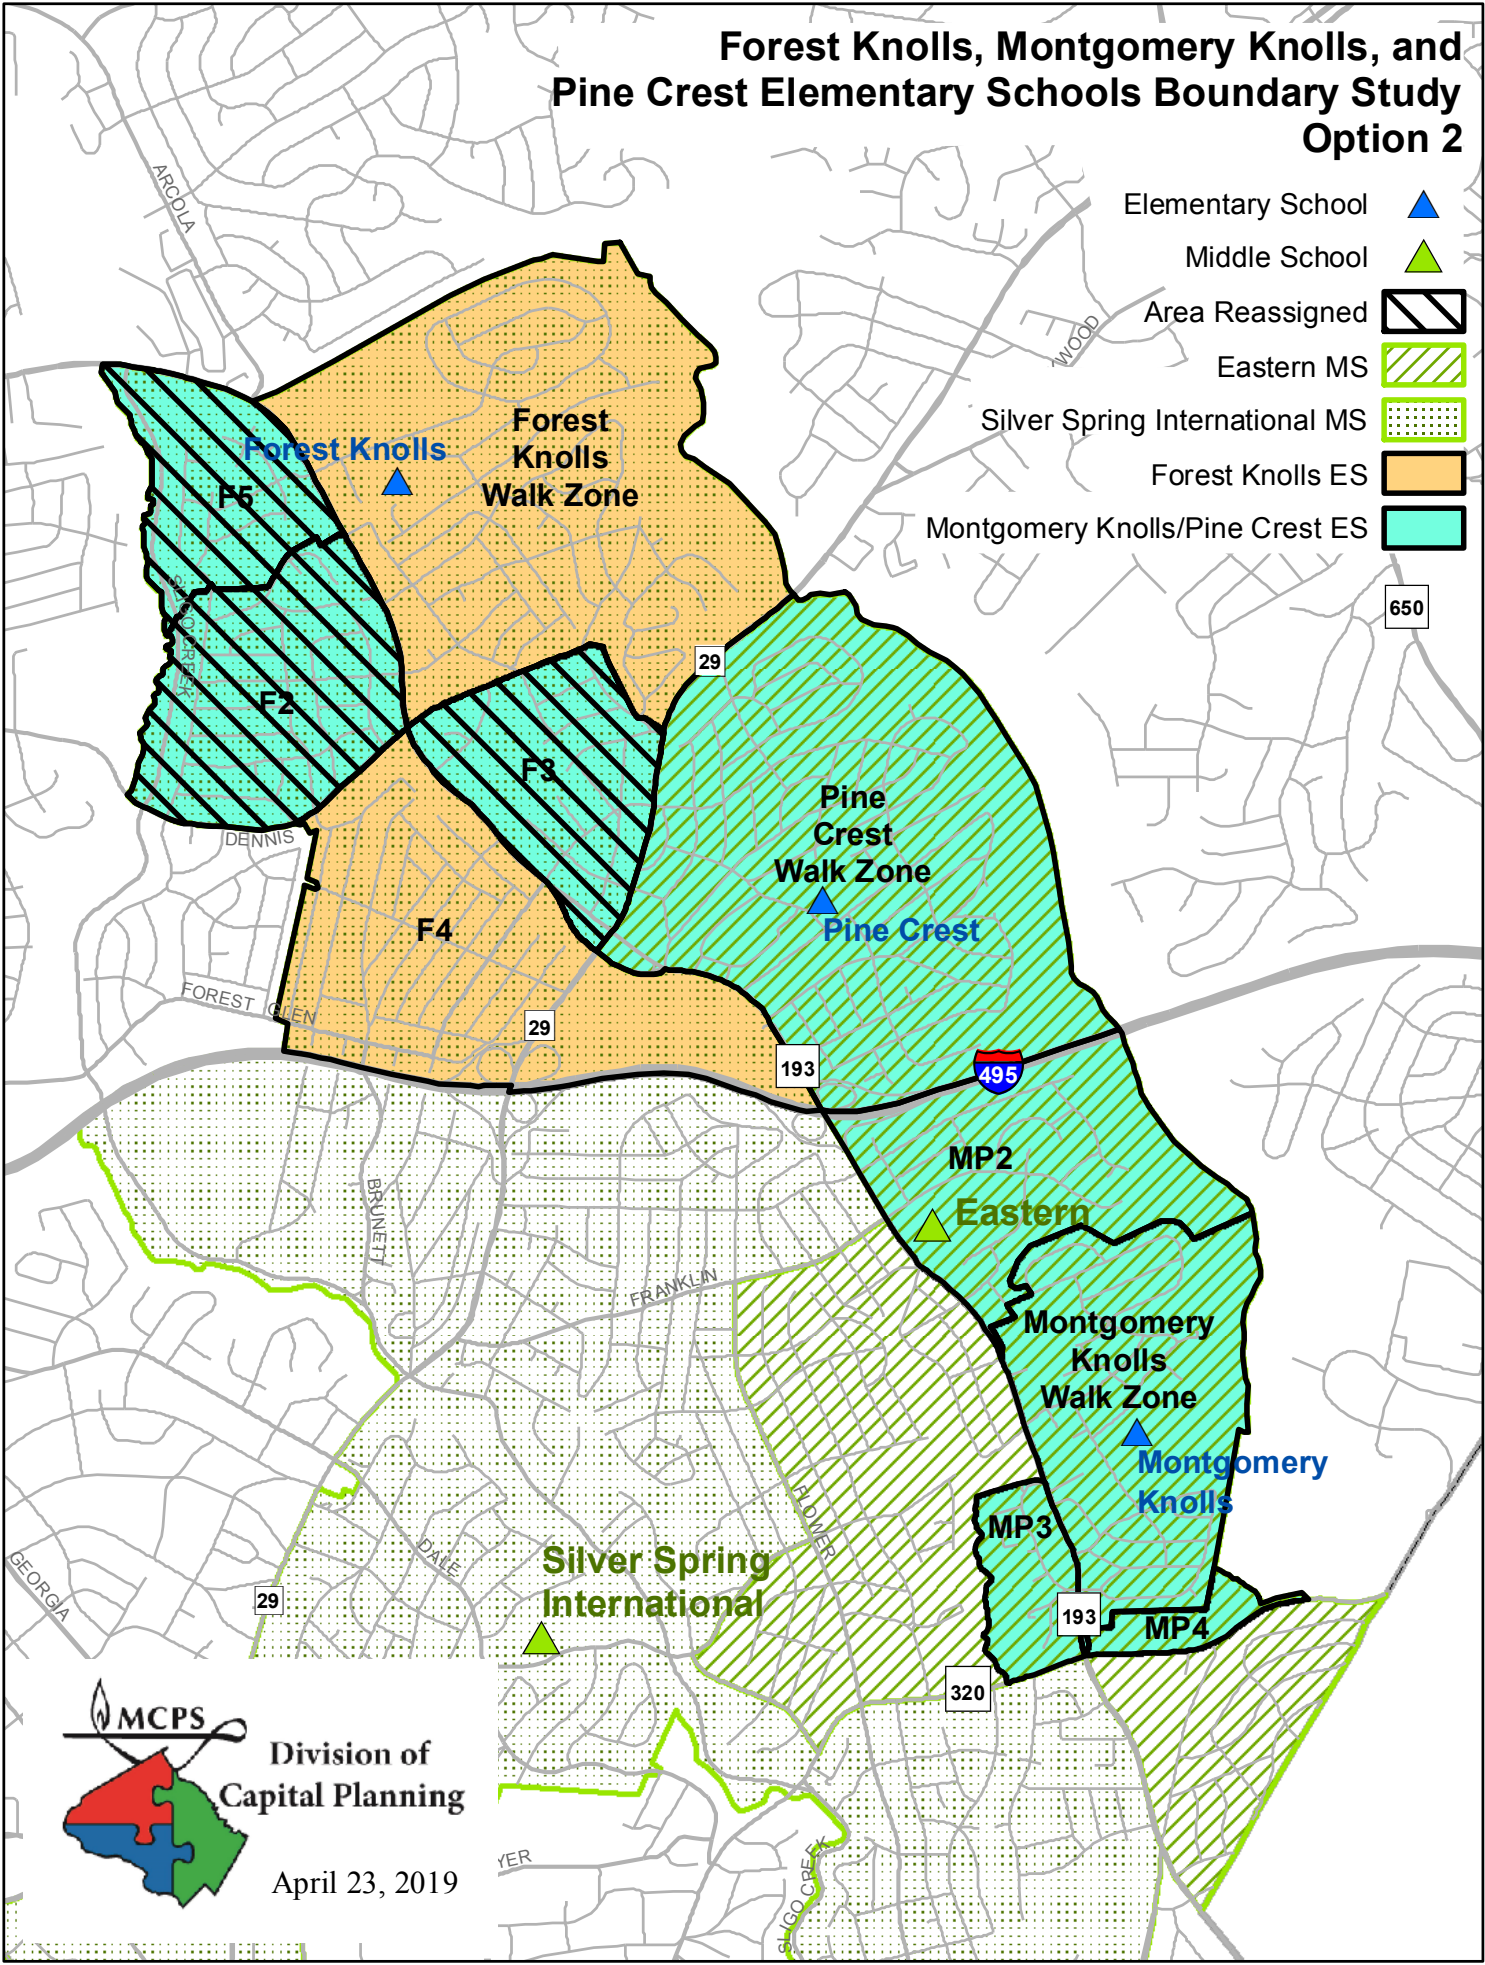 Forest Knolls, Montgomery Knolls, and
Pine Crest Elementary Schools Boundary Study
Option 2
Elementary School
Middle School
Area Reassigned
Eastern MS
Silver Spring International MS
Forest Knolls ES
Montgomery Knolls/Pine Crest ES
ARCOLA
WOOD
650
Forest
Knolls
Walk Zone
Forest Knolls
F5
SLIGO CREEK
29
F2
F3
DENNIS
Pine
Crest
Walk Zone
Pine Crest
F4
FOREST GLEN
29
193
495
MP2
Eastern
BRUNETT
FRANKLIN
Montgomery
Knolls
Walk Zone
Montgomery
Knolls
FLOWER
MP3
DALE
GEORGIA
Silver Spring
International
29
193
MP4
320
MCPS
Division of
Capital Planning
April 23, 2019
YER
SLIGO CREEK